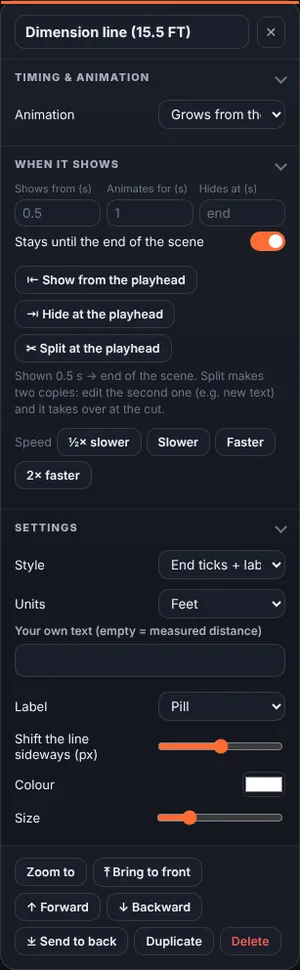 Dimension line (15.5 FT) ✕
TIMING & ANIMATION
Animation Grows from the
WHEN IT SHOWS
Shows from (s) Animates for (s) Hides at (s)
0.5 1 end
Stays until the end of the scene
⇤ Show from the playhead
⇥ Hide at the playhead
✂ Split at the playhead
Shown 0.5 s → end of the scene. Split makes
two copies: edit the second one (e.g. new text)
and it takes over at the cut.
Speed ½× slower Slower Faster
2× faster
SETTINGS
Style End ticks + lab
Units Feet
Your own text (empty = measured distance)
Label Pill
Shift the line
sideways (px)
Colour
Size
Zoom to ⤒ Bring to front
↑ Forward ↓ Backward
⤓ Send to back Duplicate Delete